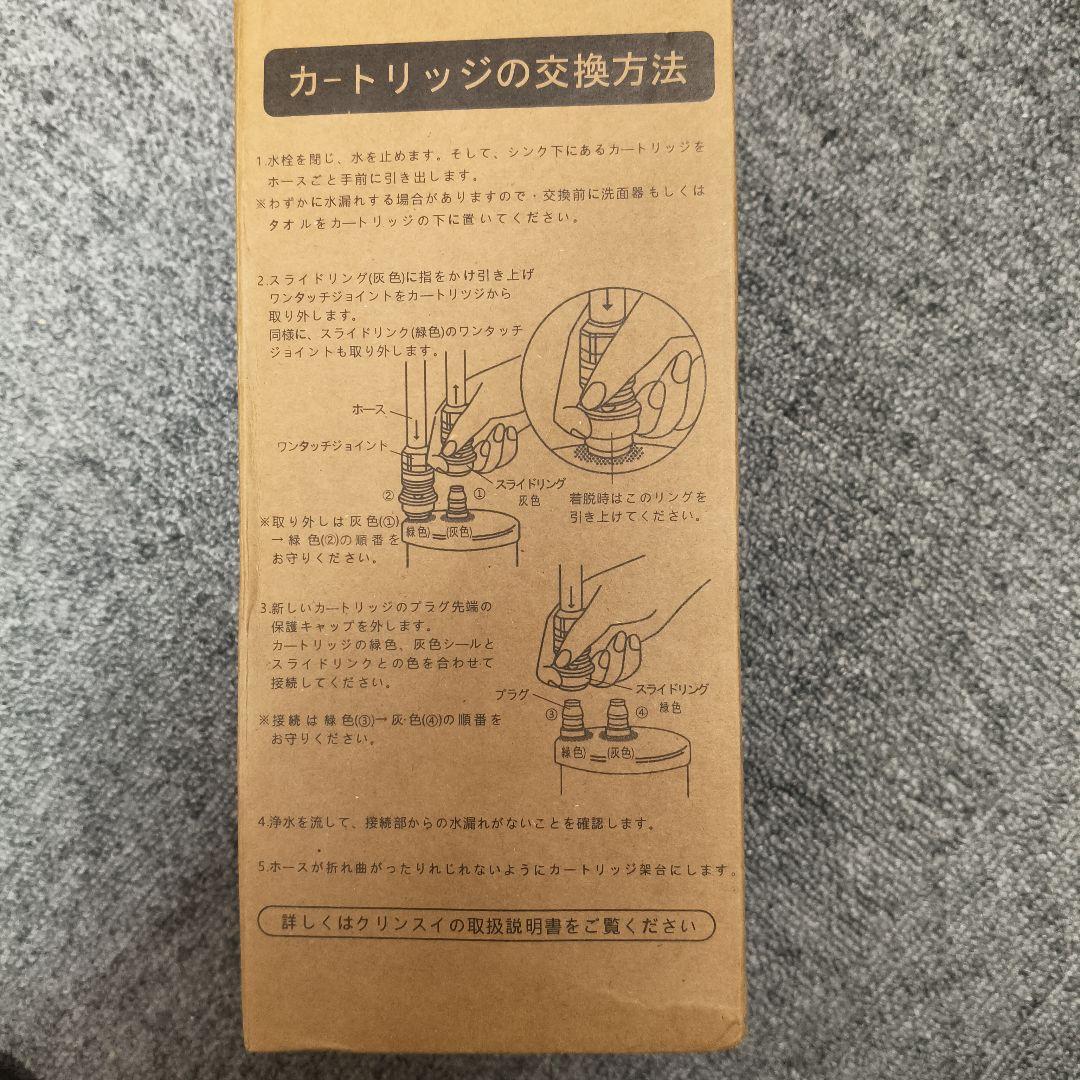 カートリッジの交換方法
1.水栓を閉じ、水を止めます。そして、シンク下にあるカートリッジを
ホースごと手前に引き出します。
※わずかに水漏れする場合がありますので・交換前に洗面器もしくは
タオルをカートリッジの下に置いてください。
2.スライドリング(灰色)に指をかけ引き上げ
ワンタッチジョイントをカートリツジから
取り外します。
同様に、スライドリンク(緑色)のワンタッチ
ジョイントも取り外します。
ホース
ワンタッチジョイント
② ①
スライドリング
灰色
着脱時はこのリングを
引き上げてください。
緑色) (灰色)
※取り外しは灰色(①)
→緑色(②)の順番を
お守りください。
3.新しいカートリッジのプラグ先端の
保護キャップを外します。
カートリッジの緑色、灰色シールと
スライドリンクとの色を合わせて
接続してください。
プラグ
スライドリング
緑色
③ ④
緑色) (灰色)
※接続は緑色(③)→灰·色(④)の順番を
お守りください。
4.浄水を流して、接続部からの水漏れがないことを確認します。
5.ホースが折れ曲がったりれじれないようにカートリッジ架台にします。
詳しくはクリンスイの取扱説明書をご覧ください